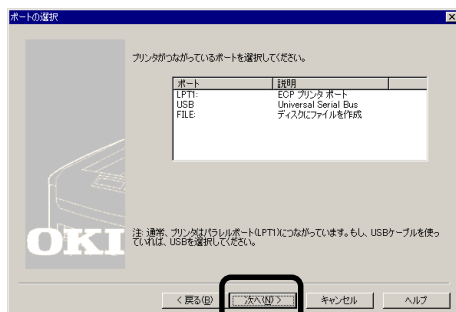 ポートの選択
プリンタがつながっているポートを選択してください。
ポート 説明
LPT1: ECP プリンタ ポート
USB Universal Serial Bus
FILE: ディスクにファイルを作成
注: 通常、プリンタはパラレルポート(LPT1)につながっています。もし、USBケーブルを使っ
ていれば、USBを選択してください。
OKI
< 戻る(B) 次へ(N) > キャンセル ヘルプ